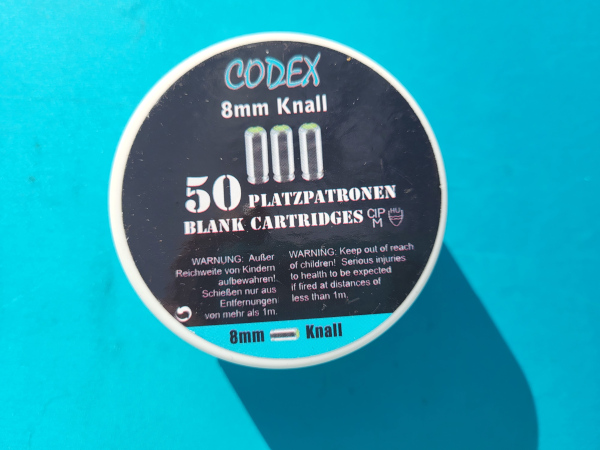 CODEX
8mm Knall
50 PLATZPATRONEN
BLANK CARTRIDGES CIP M HU
WARNUNG: Außer
Reichweite von Kindern
aufbewahren!
Schießen nur aus
Entfernungen
von mehr als 1m.
WARNING: Keep out of reach
of children! Serious injuries
to health to be expected
if fired at distances of
less than 1m.
8mm Knall